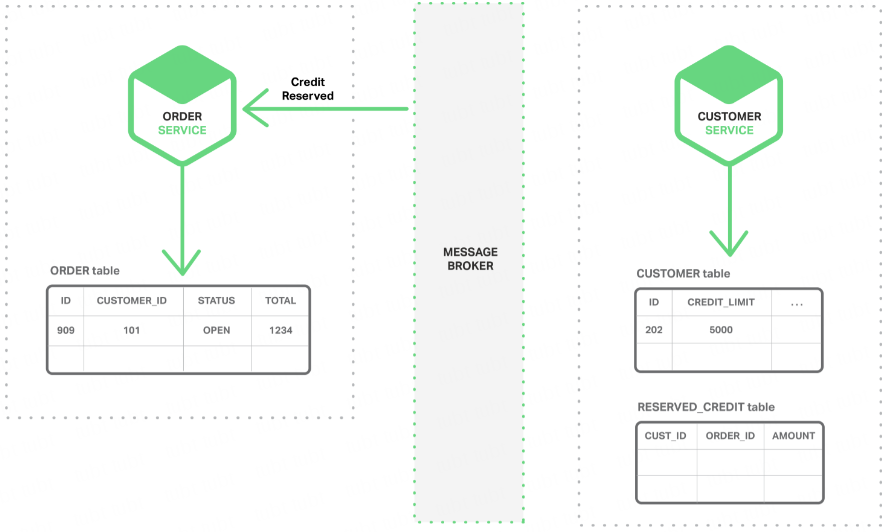 Credit
Reserved
ORDER
SERVICE
CUSTOMER
SERVICE
MESSAGE
BROKER
ORDER table
ID CUSTOMER_ID STATUS TOTAL
909 101 OPEN 1234
CUSTOMER table
ID CREDIT_LIMIT ...
202 5000
RESERVED_CREDIT table
CUST_ID ORDER_ID AMOUNT